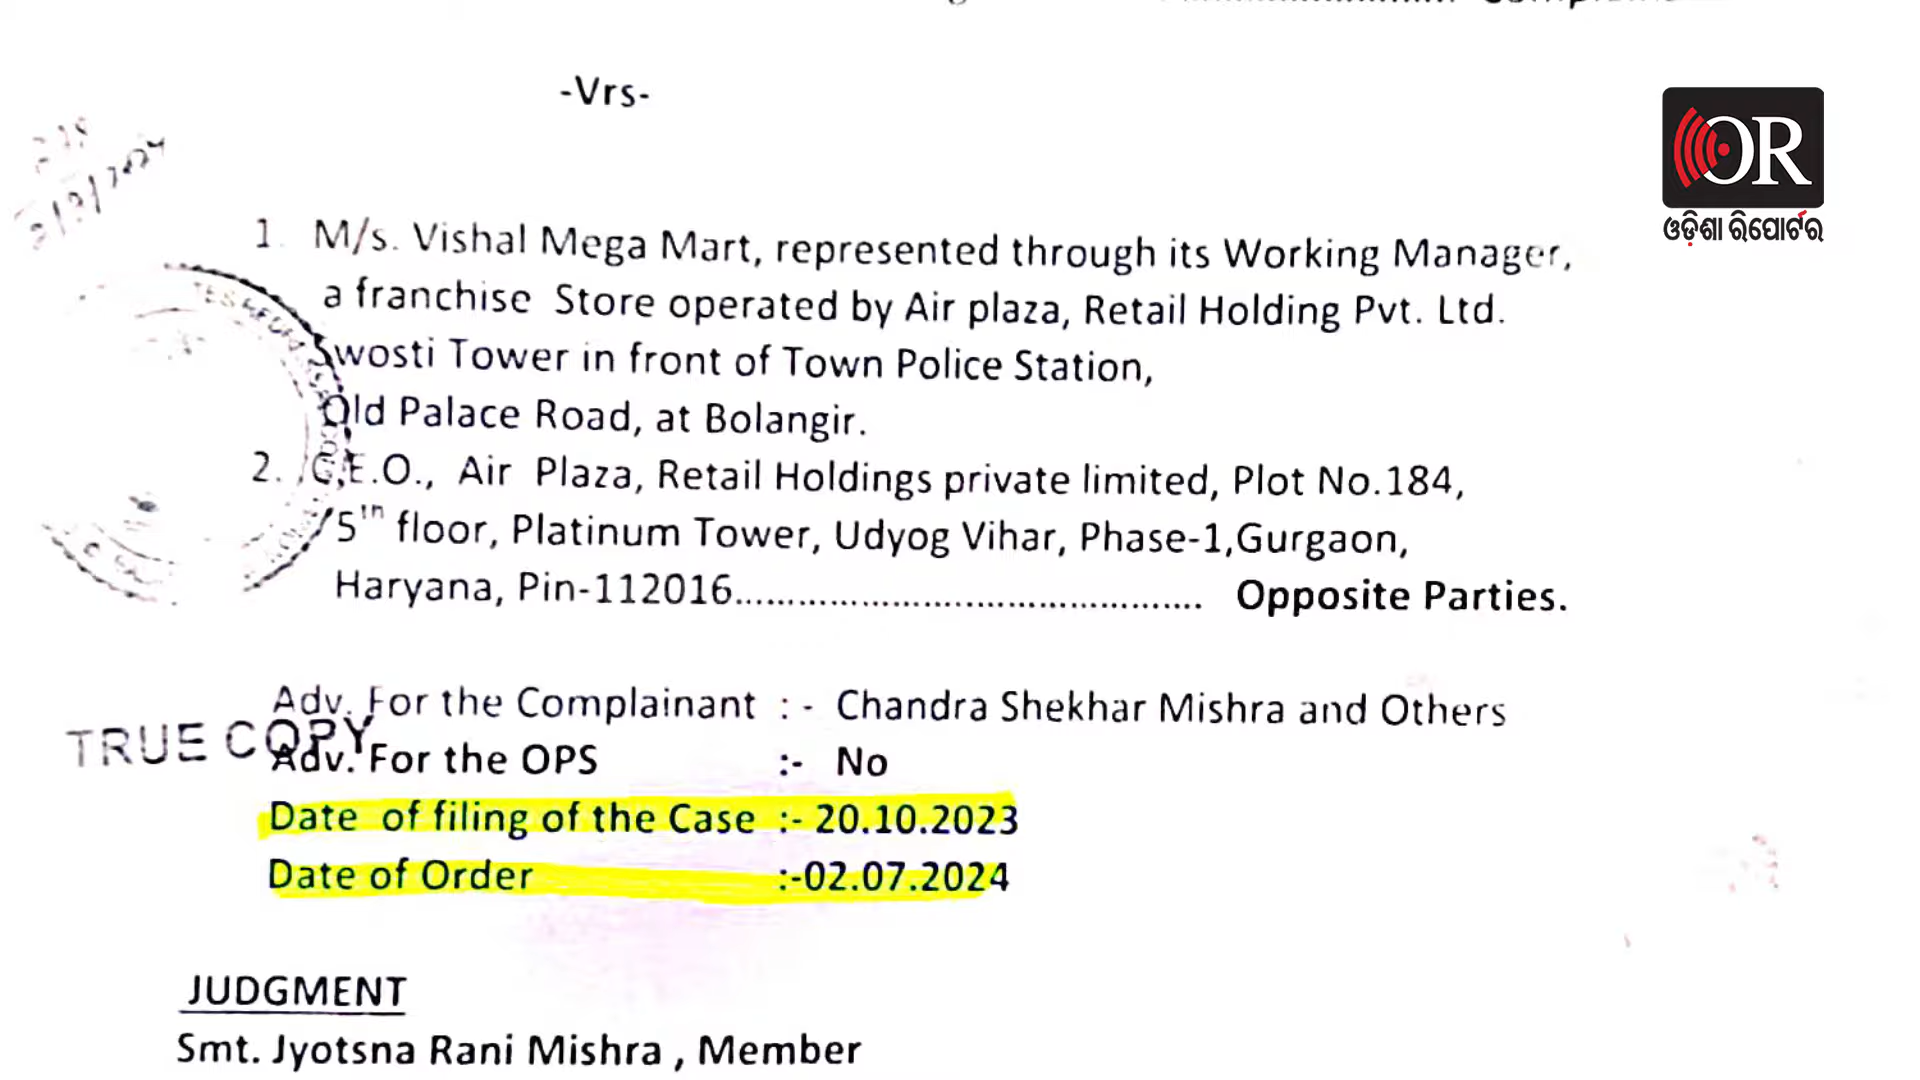 -Vrs-
OR
ଓଡ଼ିଶା ରିପୋର୍ଟର
1. M/s. Vishal Mega Mart, represented through its Working Manager,
a franchise Store operated by Air plaza, Retail Holding Pvt. Ltd.
Swosti Tower in front of Town Police Station,
Old Palace Road, at Bolangir.
2. C.E.O., Air Plaza, Retail Holdings private limited, Plot No.184,
5th floor, Platinum Tower, Udyog Vihar, Phase-1,Gurgaon,
Haryana, Pin-112016.............................................. Opposite Parties.
Adv. For the Complainant :- Chandra Shekhar Mishra and Others
TRUE COPY
Adv. For the OPS :- No
Date of filing of the Case :- 20.10.2023
Date of Order :-02.07.2024
JUDGMENT
Smt. Jyotsna Rani Mishra , Member